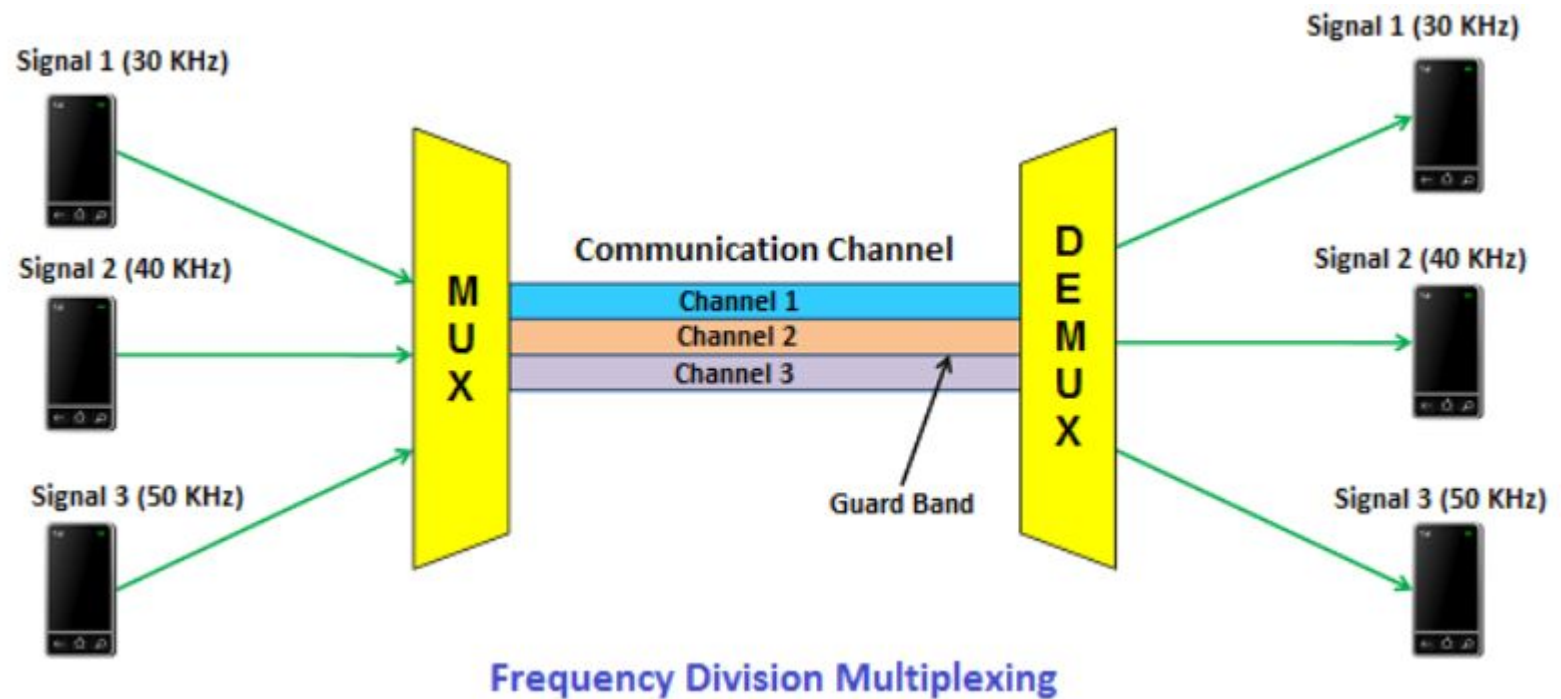 Signal 1 (30 KHz)
Signal 2 (40 KHz)
Signal 3 (50 KHz)
M
U
X
Communication Channel
Channel 1
Channel 2
Channel 3
Guard Band
D
E
M
U
X
Signal 1 (30 KHz)
Signal 2 (40 KHz)
Signal 3 (50 KHz)
Frequency Division Multiplexing